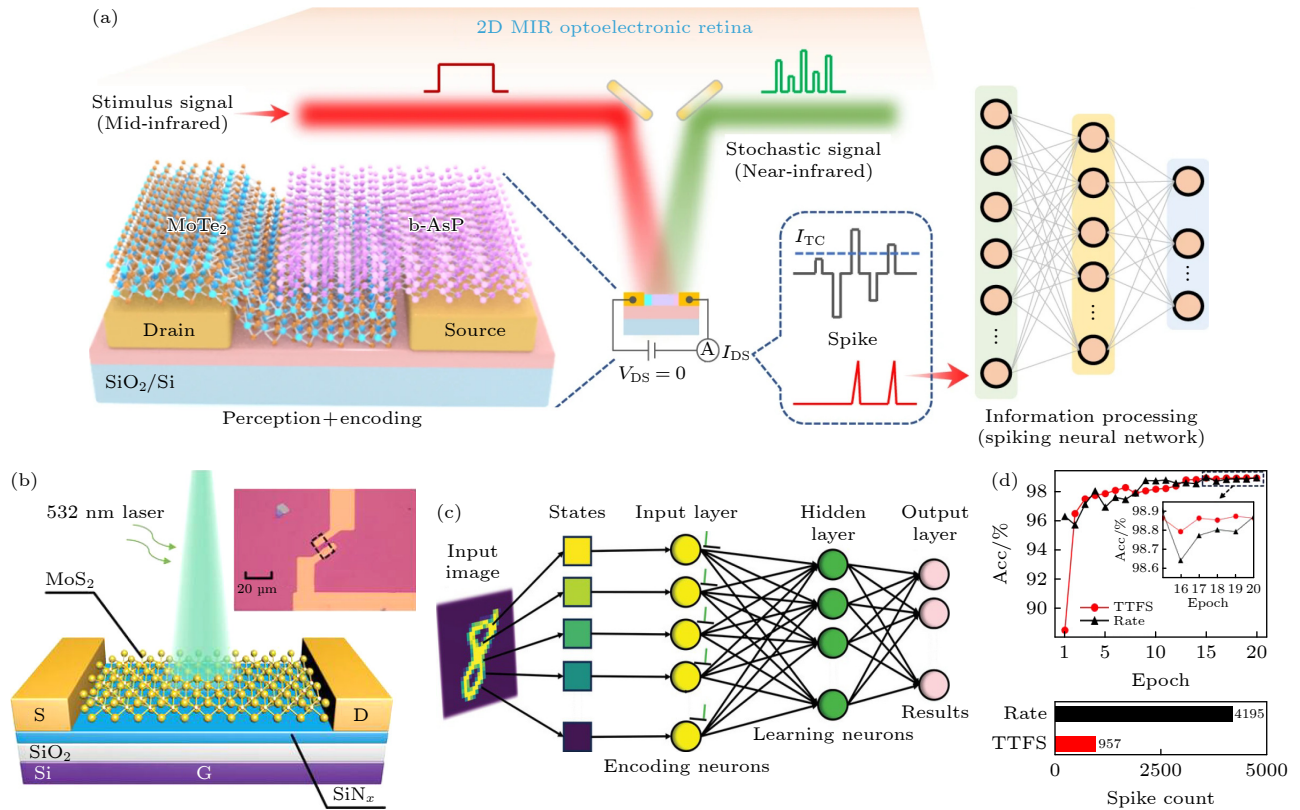 (a)
2D MIR optoelectronic retina
Stimulus signal
(Mid-infrared)
Stochastic signal
(Near-infrared)
MoTe₂
b-AsP
Drain
Source
SiO₂/Si
Perception+encoding
V_DS = 0
A
I_DS
I_TC
Spike
Information processing
(spiking neural network)
(b)
532 nm laser
20 μm
MoS₂
S
D
SiO₂
Si
G
SiNₓ
(c)
Input
image
States
Input layer
Hidden
layer
Output
layer
Results
Learning neurons
Encoding neurons
(d)
98
96
94
92
90
Acc/%
98.9
98.8
98.7
98.6
Acc/%
16 17 18 19 20
Epoch
TTFS
Rate
1 5 10 15 20
Epoch
Rate
4195
TTFS
957
0 2500 5000
Spike count